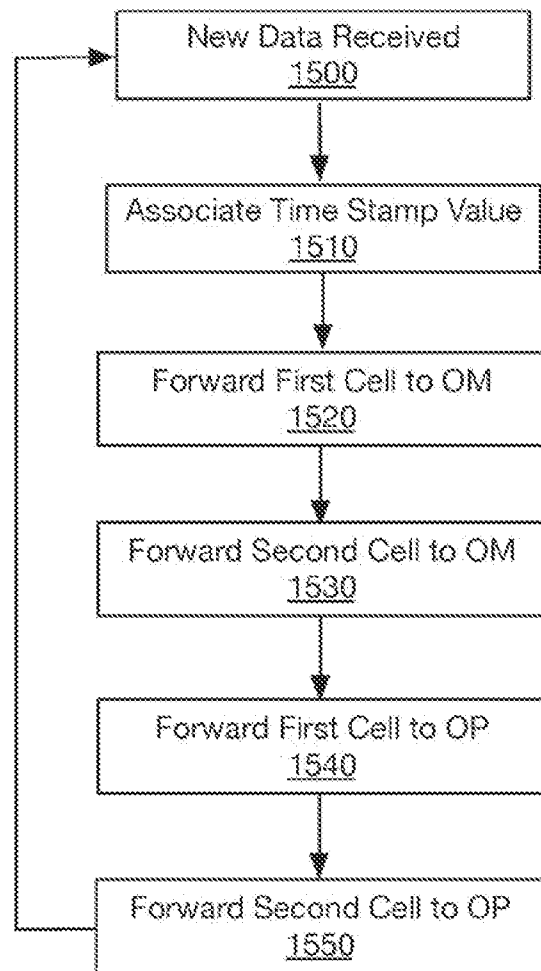 New Data Received
1500
Associate Time Stamp Value
1510
Forward First Cell to OM
1520
Forward Second Cell to OM
1530
Forward First Cell to OP
1540
Forward Second Cell to OP
1550